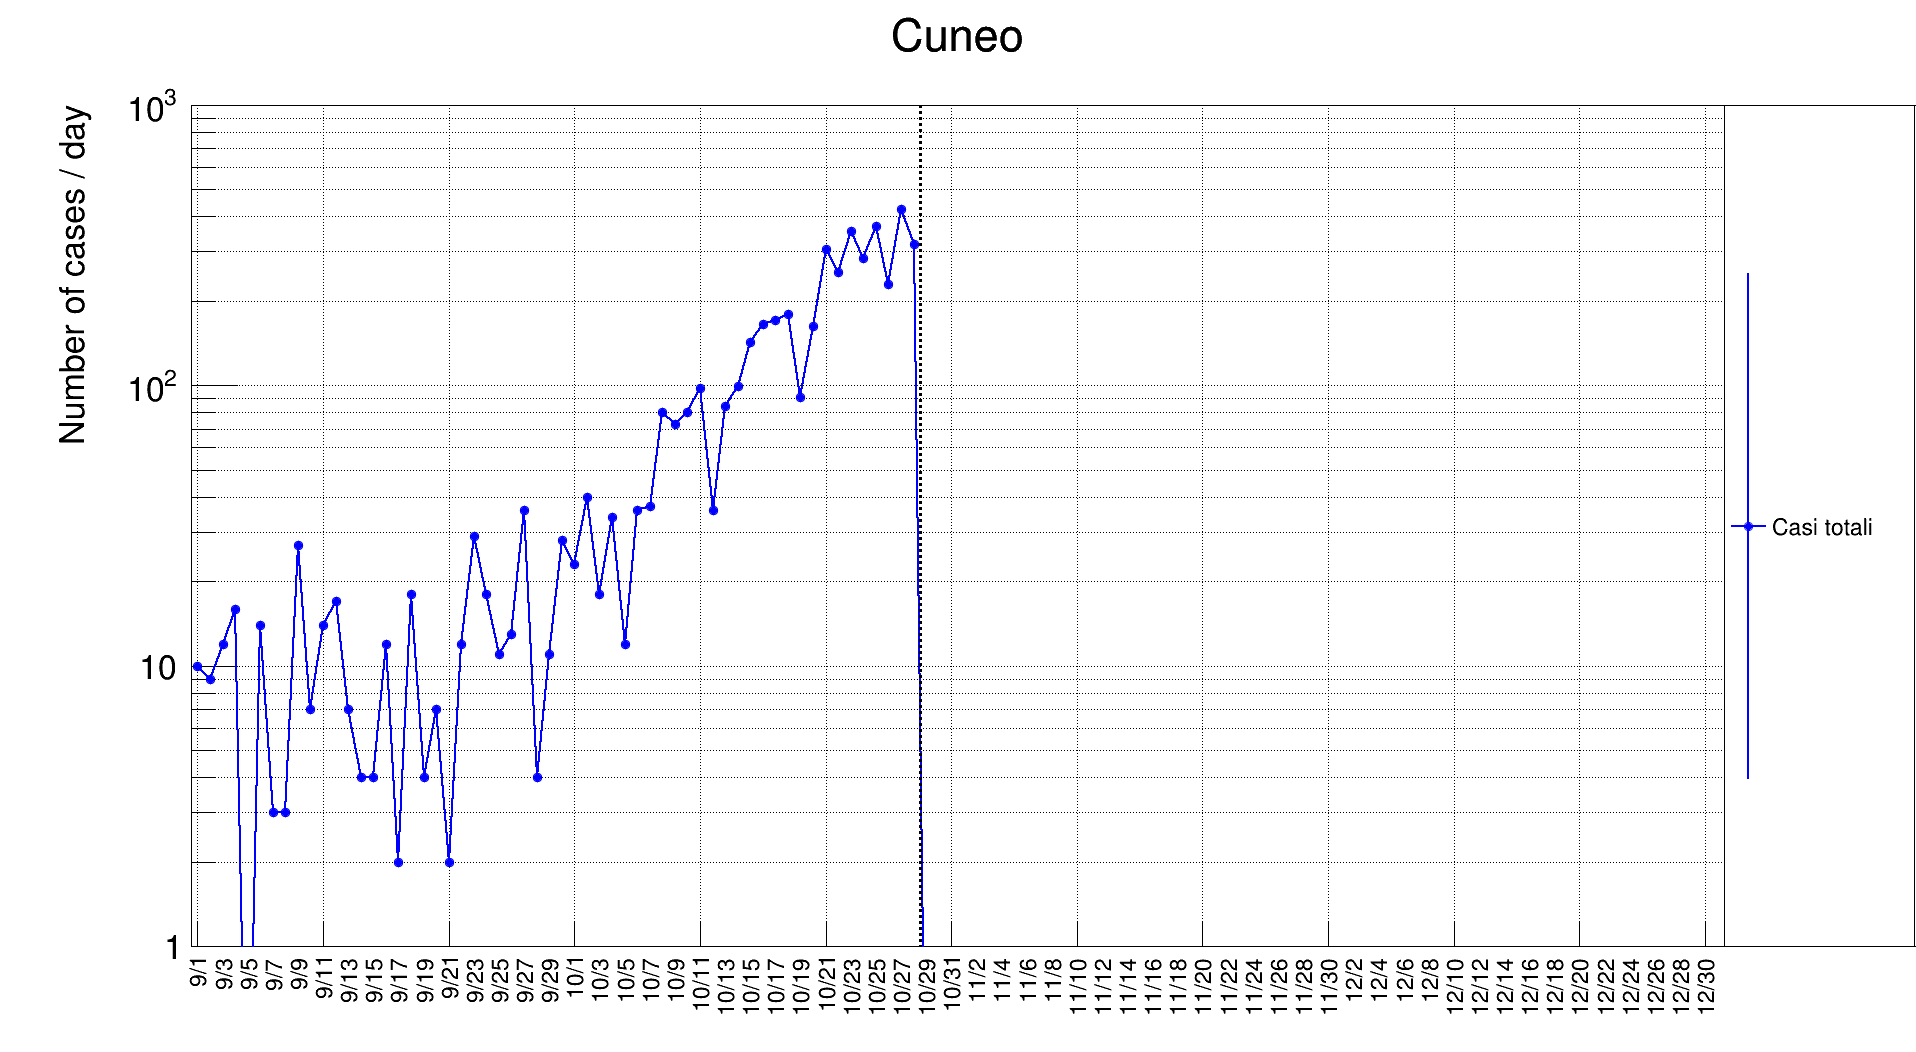 Cuneo
Number of cases / day
10³
10²
10
1
9/1 9/3 9/5 9/7 9/9 9/11 9/13 9/15 9/17 9/19 9/21 9/23 9/25 9/27 9/29 10/1 10/3 10/5 10/7 10/9 10/11 10/13 10/15 10/17 10/19 10/21 10/23 10/25 10/27 10/29 10/31 11/2 11/4 11/6 11/8 11/10 11/12 11/14 11/16 11/18 11/20 11/22 11/24 11/26 11/28 11/30 12/2 12/4 12/6 12/8 12/10 12/12 12/14 12/16 12/18 12/20 12/22 12/24 12/26 12/28 12/30
Casi totali